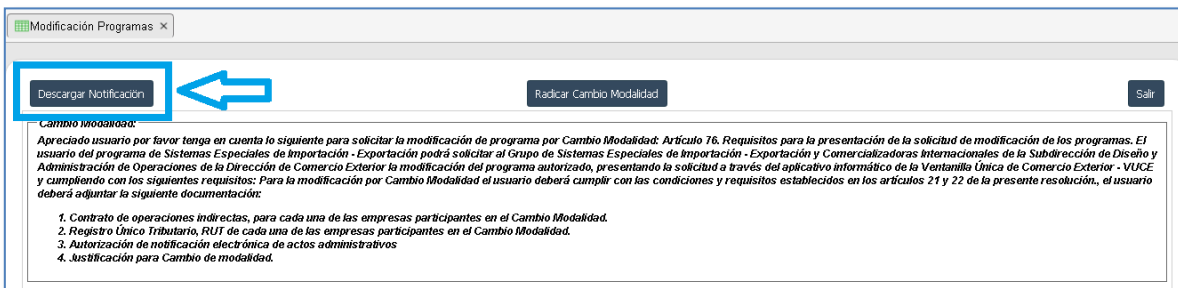 Modificación Programas ×
Descargar Notificación Radicar Cambio Modalidad Salir
Cambio Modalidad:
Apreciado usuario por favor tenga en cuenta lo siguiente para solicitar la modificación de programa por Cambio Modalidad: Artículo 76. Requisitos para la presentación de la solicitud de modificación de los programas. El
usuario del programa de Sistemas Especiales de Importación - Exportación podrá solicitar al Grupo de Sistemas Especiales de Importación - Exportación y Comercializadoras Internacionales de la Subdirección de Diseño y
Administración de Operaciones de la Dirección de Comercio Exterior la modificación del programa autorizado, presentando la solicitud a través del aplicativo informático de la Ventanilla Única de Comercio Exterior - VUCE
y cumpliendo con los siguientes requisitos: Para la modificación por Cambio Modalidad el usuario deberá cumplir con las condiciones y requisitos establecidos en los artículos 21 y 22 de la presente resolución., el usuario
deberá adjuntar la siguiente documentación:
1. Contrato de operaciones indirectas, para cada una de las empresas participantes en el Cambio Modalidad.
2. Registro Único Tributario, RUT de cada una de las empresas participantes en el Cambio Modalidad.
3. Autorización de notificación electrónica de actos administrativos
4. Justificación para Cambio de modalidad.